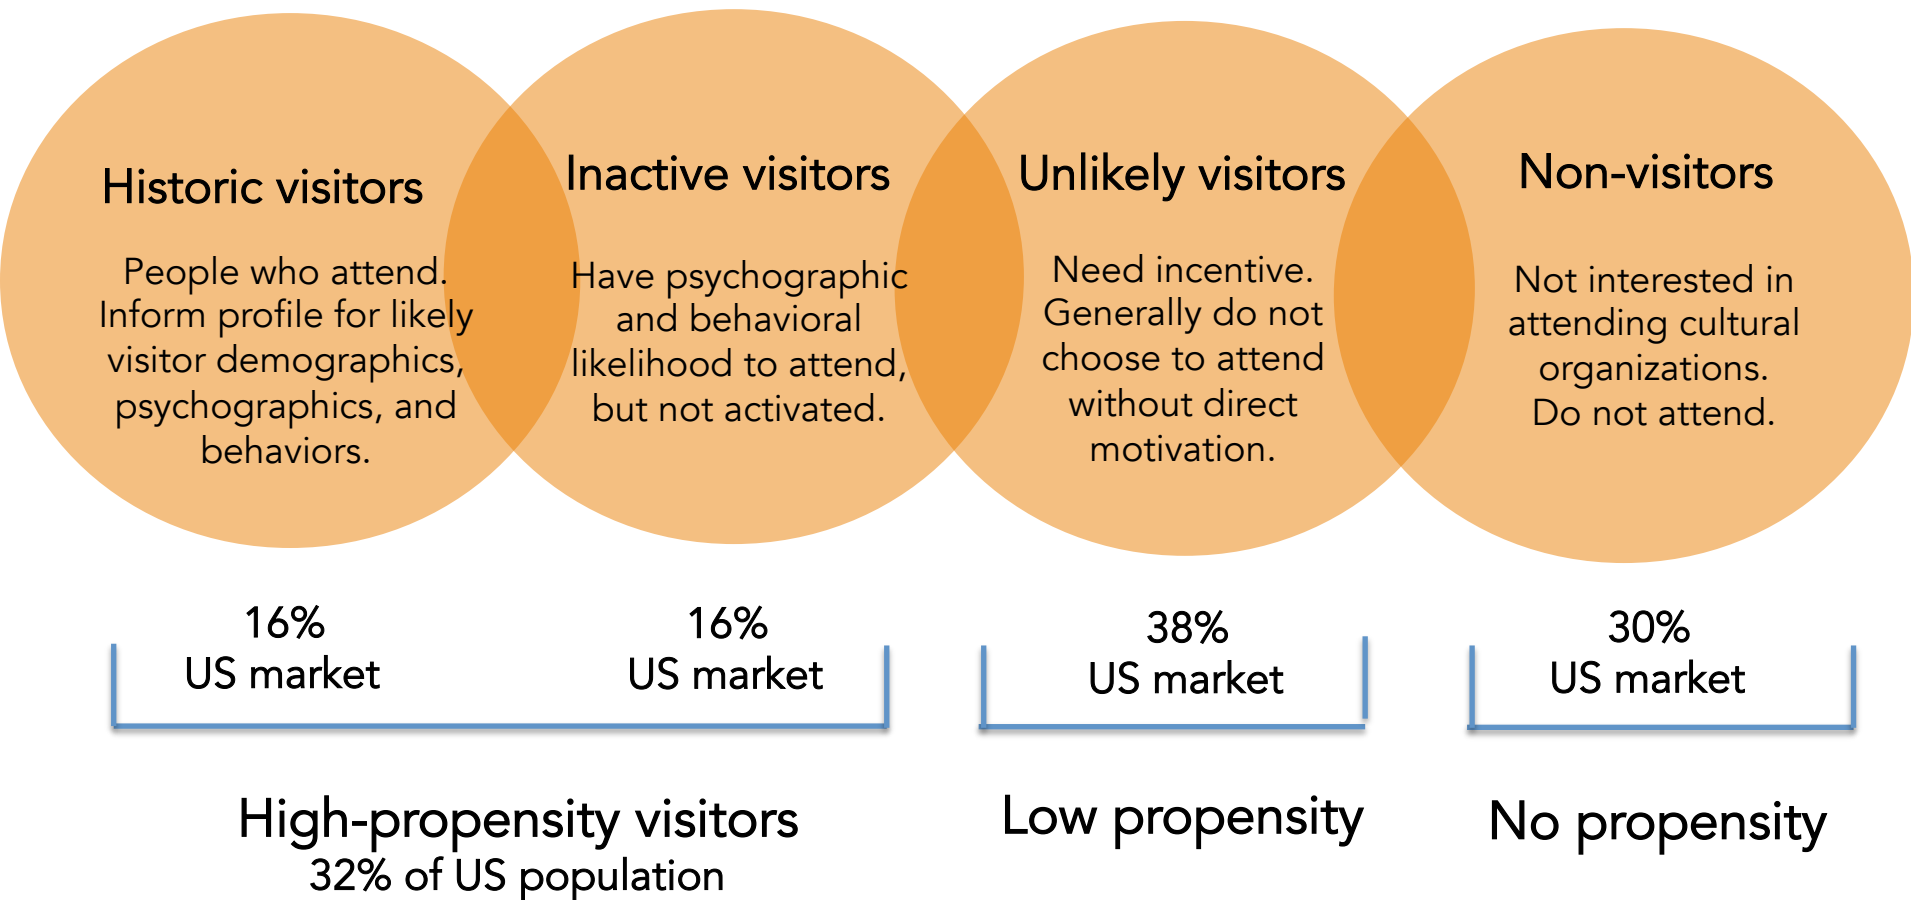 Historic visitors
People who attend.
Inform profile for likely
visitor demographics,
psychographics, and
behaviors.
Inactive visitors
Have psychographic
and behavioral
likelihood to attend,
but not activated.
Unlikely visitors
Need incentive.
Generally do not
choose to attend
without direct
motivation.
Non-visitors
Not interested in
attending cultural
organizations.
Do not attend.
16%
US market
16%
US market
38%
US market
30%
US market
High-propensity visitors
32% of US population
Low propensity
No propensity